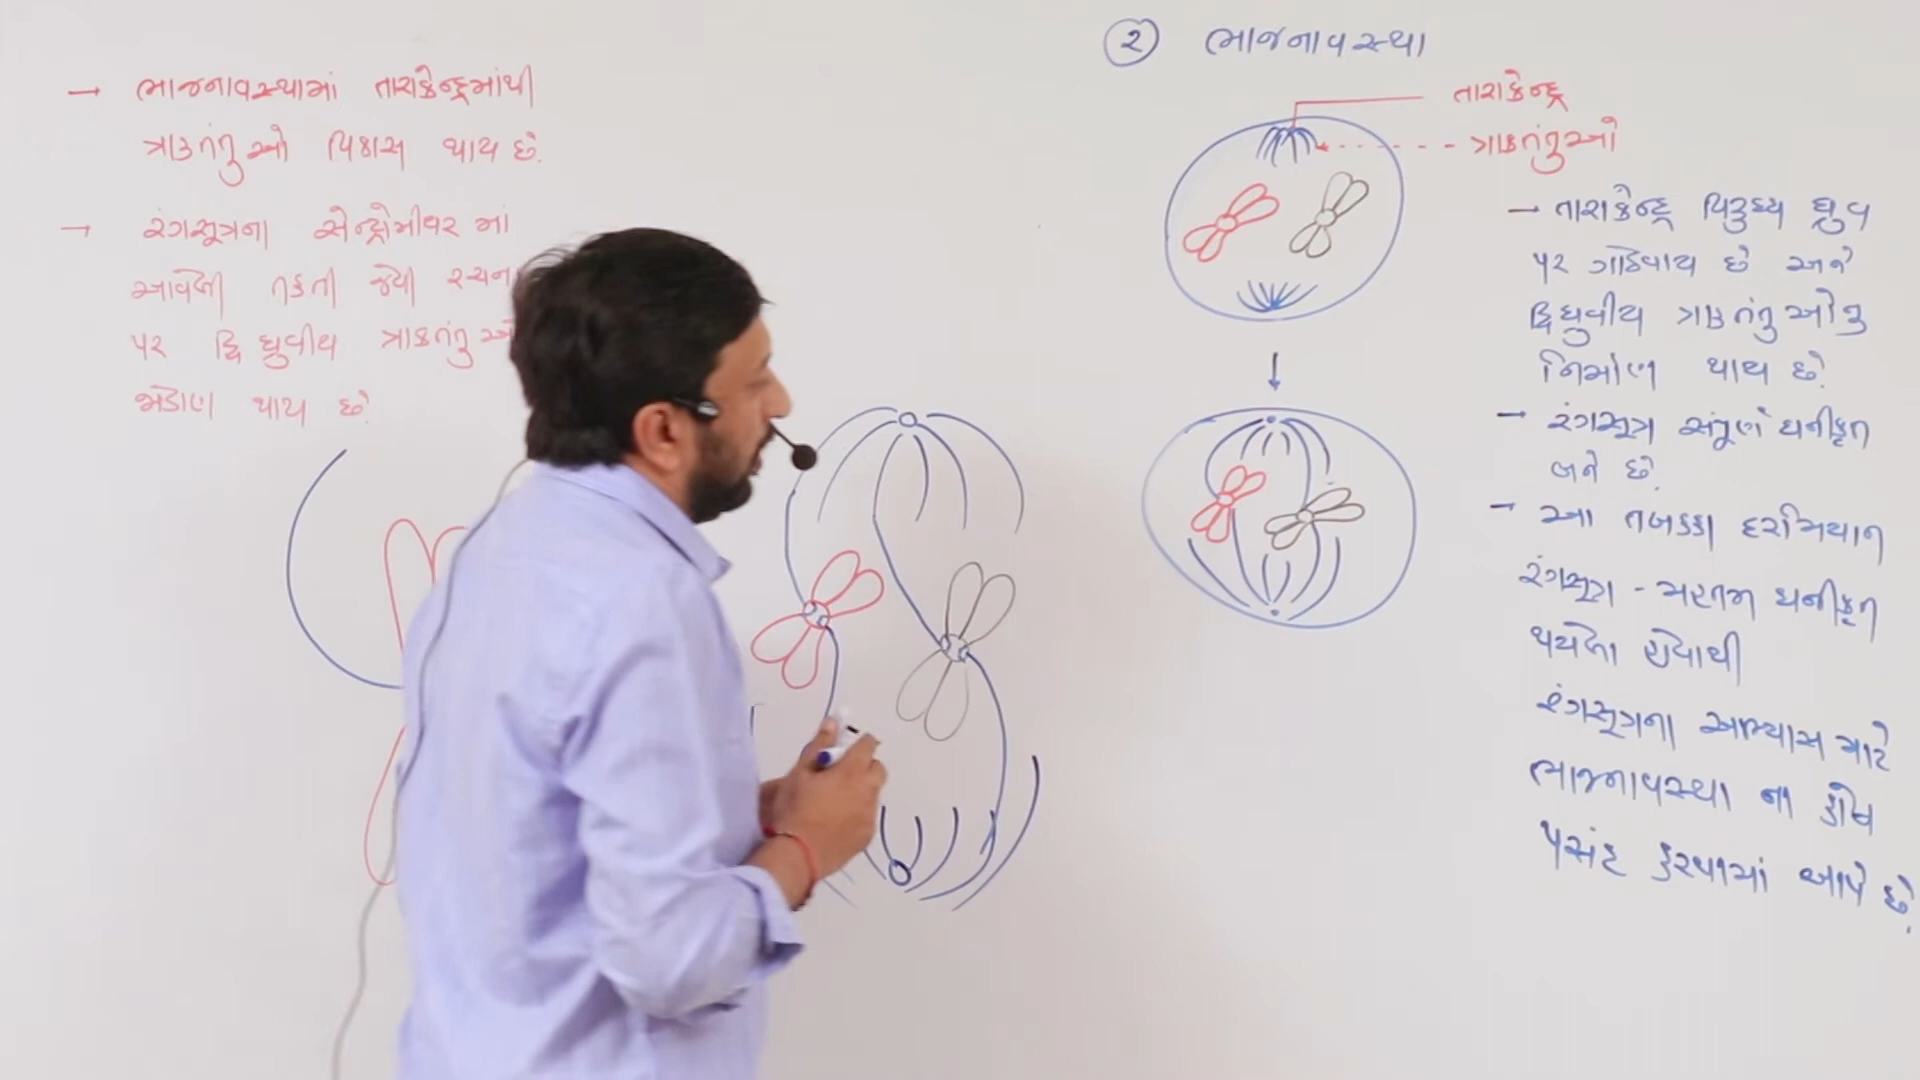 → ભાજનાવસ્થામાં તારાકેન્દ્રમાંથી
ત્રાકતંતુઓ વિકાસ થાય છે.
→ રંગસૂત્રના સેન્ટ્રોમીયર માં
આવેલી તકતી જેવી રચના
પર દ્વિ ધ્રુવીય ત્રાકતંતુઓ
જોડાણ થાય છે.
૨ ભાજનાવસ્થા
તારાકેન્દ્ર
ત્રાકતંતુઓ
→ તારાકેન્દ્ર વિરુધ્ધ ધ્રુવ
પર ગોઠવાય છે અને
દ્વિધ્રુવીય ત્રાકતંતુઓનુ
નિર્માણ થાય છે.
→ રંગસૂત્ર સંપૂર્ણ ઘનીકૃત
બને છે.
→ આ તબક્કા દરમિયાન
રંગસૂત્ર - મહત્તમ ઘનીકૃત
થયેલા હોવાથી
રંગસૂત્રના અભ્યાસ માટે
ભાજનાવસ્થા ના કોષ
પસંદ કરવામાં આવે છે.